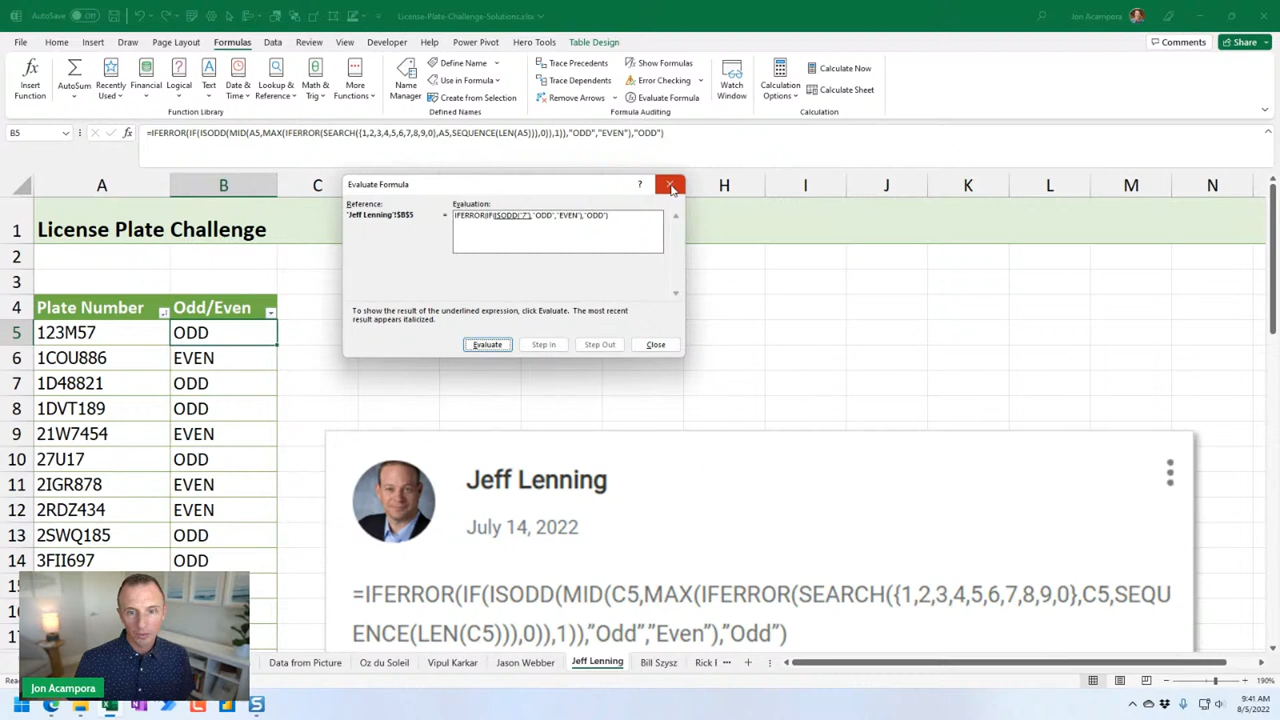 AutoSave Off License-Plate-Challenge-Solutions.xlsx Jon Acampora
File Home Insert Draw Page Layout Formulas Data Review View Developer Help Power Pivot Hero Tools Table Design Comments Share
Insert Function
AutoSum
Recently Used
Financial
Logical
Text
Date & Time
Lookup & Reference
Math & Trig
More Functions
Function Library
Name Manager
Define Name
Use in Formula
Create from Selection
Defined Names
Trace Precedents
Trace Dependents
Remove Arrows
Show Formulas
Error Checking
Evaluate Formula
Formula Auditing
Watch Window
Calculation Options
Calculate Now
Calculate Sheet
Calculation
B5 fx =IFERROR(IF(ISODD(MID(A5,MAX(IFERROR(SEARCH({1,2,3,4,5,6,7,8,9,0},A5,SEQUENCE(LEN(A5))),0)),1)),"ODD","EVEN"),"ODD")
A B C H I J K L M N
Evaluate Formula ?
Reference: Evaluation:
'Jeff Lenning'!$B$5 = IFERROR(IF(ISODD("7"),"ODD","EVEN"),"ODD")
To show the result of the underlined expression, click Evaluate. The most recent
result appears italicized.
Evaluate Step In Step Out Close
1 License Plate Challenge
2
3
4 Plate Number Odd/Even
5 123M57 ODD
6 1COU886 EVEN
7 1D48821 ODD
8 1DVT189 ODD
9 21W7454 EVEN
10 27U17 ODD
11 2IGR878 EVEN
12 2RDZ434 EVEN
13 2SWQ185 ODD
14 3FII697 ODD
Jeff Lenning
July 14, 2022
=IFERROR(IF(ISODD(MID(C5,MAX(IFERROR(SEARCH({1,2,3,4,5,6,7,8,9,0},C5,SEQU
ENCE(LEN(C5))),0)),1)),"Odd","Even"),"Odd")
Jon Acampora
Data from Picture Oz du Soleil Vipul Karkar Jason Webber Jeff Lenning Bill Szysz Rick
190%
9:41 AM
8/5/2022